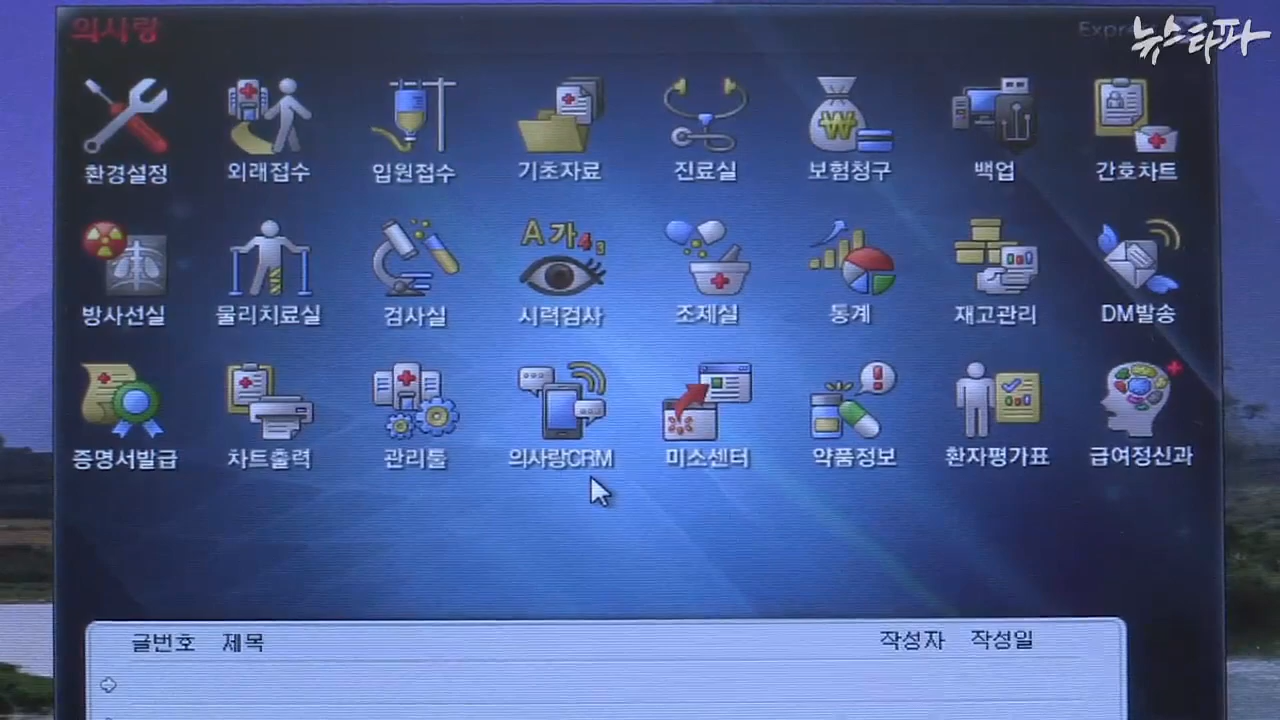 의사랑
뉴스타파
환경설정 외래접수 입원접수 기초자료 진료실 보험청구 백업 간호차트
A가4
방사선실 물리치료실 검사실 시력검사 조제실 통계 재고관리 DM발송
증명서발급 차트출력 관리툴 의사랑CRM 미소센터 약품정보 환자평가표 급여정신과
글번호 제목 작성자 작성일